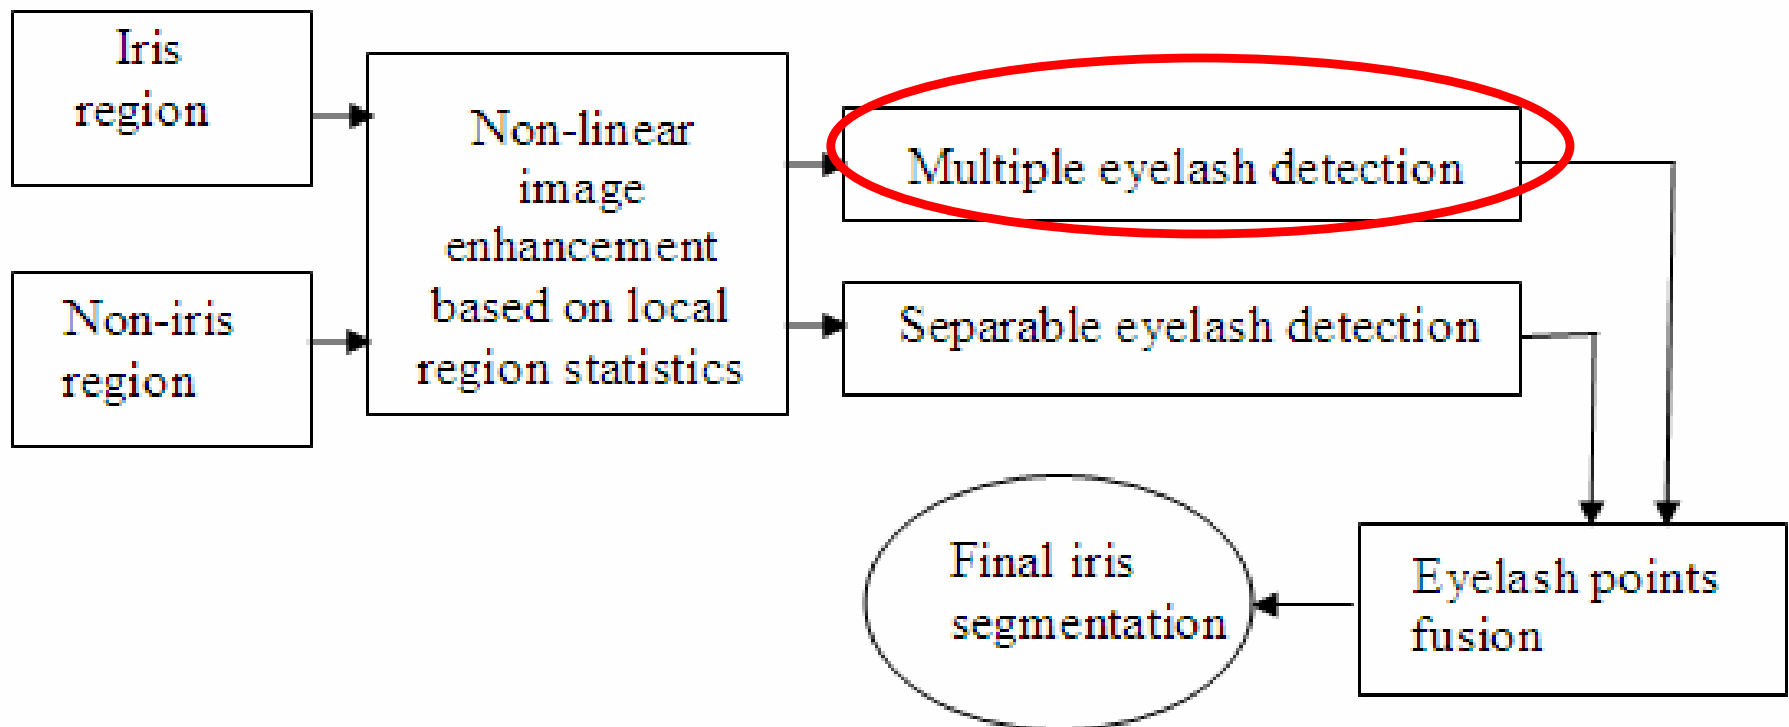 Iris
region
Non-iris
region
Non-linear
image
enhancement
based on local
region statistics
Multiple eyelash detection
Separable eyelash detection
Eyelash points
fusion
Final iris
segmentation